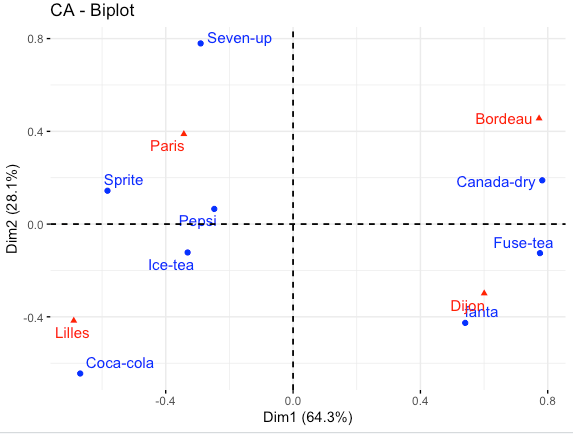 CA - Biplot
0.8
Seven-up
0.4
Bordeau
Paris
Sprite
Canada-dry
Pepsi
0.0
Fuse-tea
Ice-tea
Dijon
-0.4
Lilles
Coca-cola
-0.4
0.0
0.4
0.8
Dim1 (64.3%)
Dim2 (28.1%)